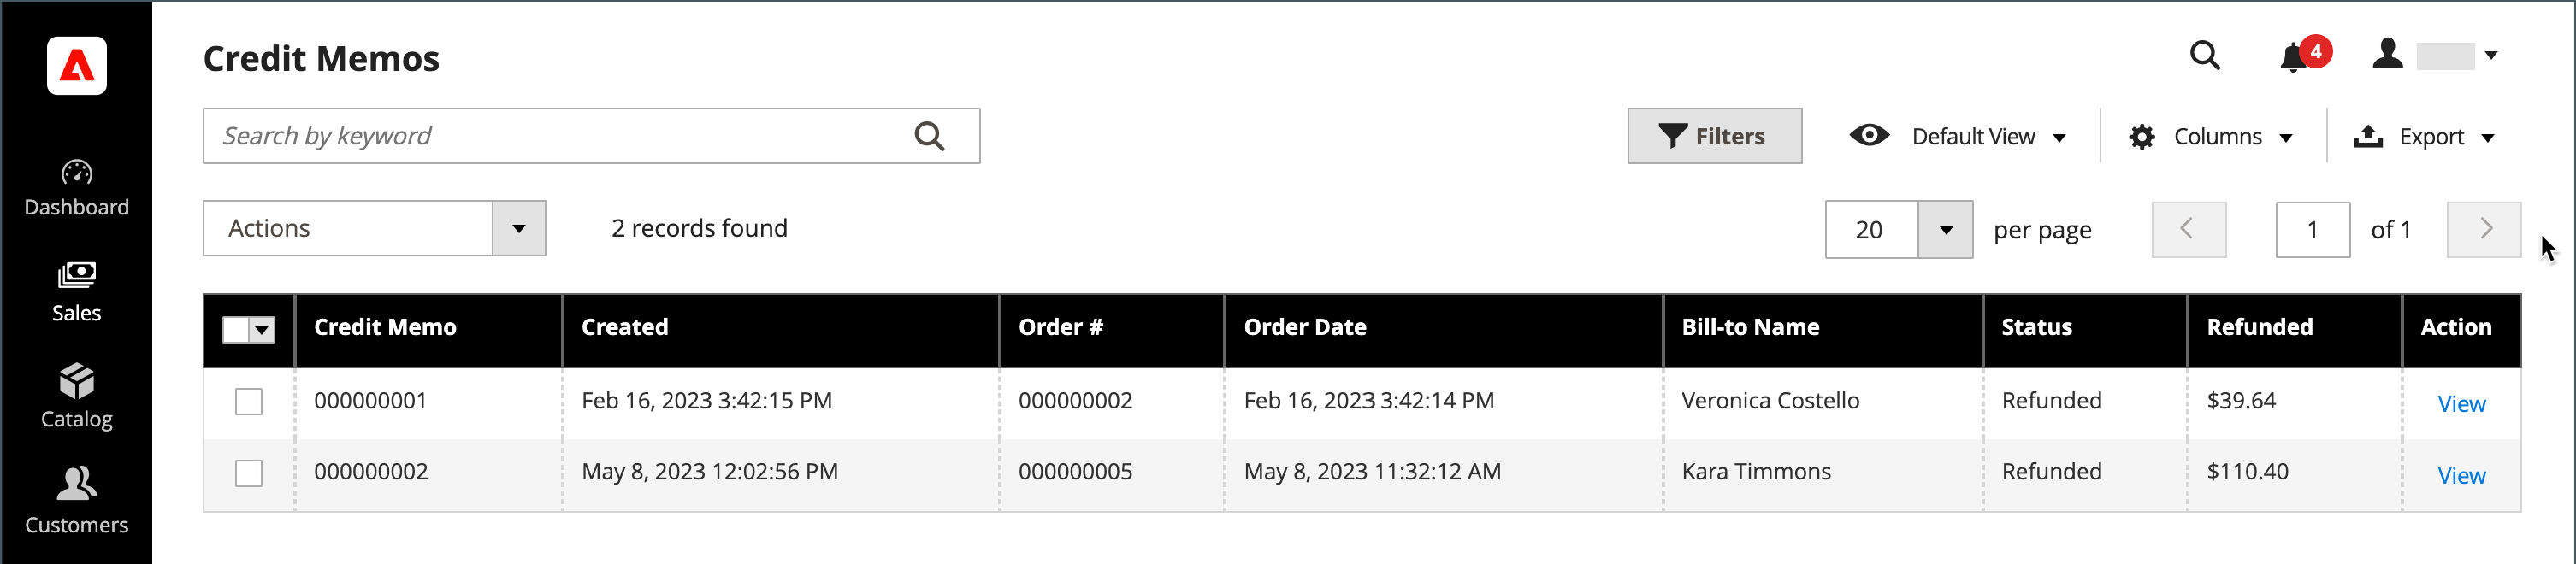 Credit Memos
4
Search by keyword
Filters
Default View
Columns
Export
Actions
2 records found
20
per page
1
of 1
Dashboard
Sales
Catalog
Customers
Credit Memo Created Order # Order Date Bill-to Name Status Refunded Action
000000001 Feb 16, 2023 3:42:15 PM 000000002 Feb 16, 2023 3:42:14 PM Veronica Costello Refunded $39.64 View
000000002 May 8, 2023 12:02:56 PM 000000005 May 8, 2023 11:32:12 AM Kara Timmons Refunded $110.40 View